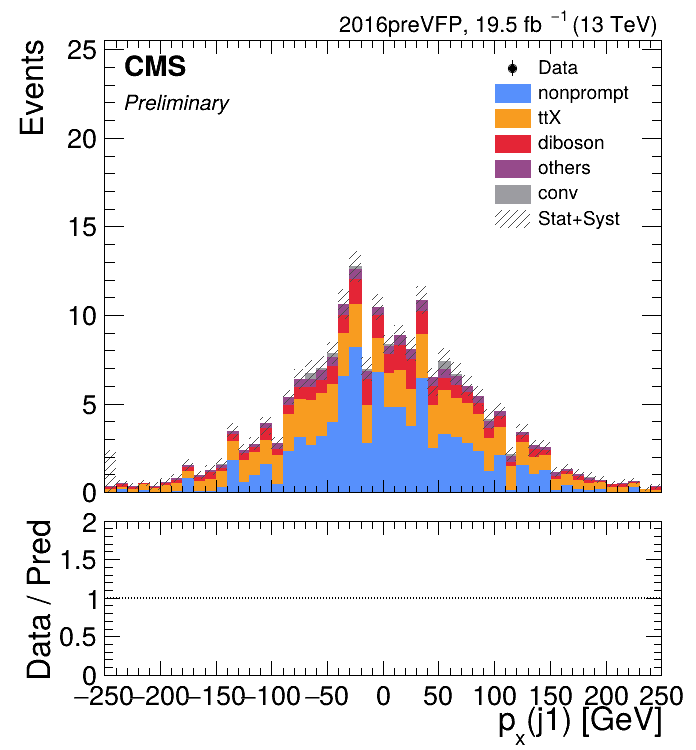 2016preVFP, 19.5 fb⁻¹ (13 TeV)
CMS
Preliminary
Data
nonprompt
ttX
diboson
others
conv
Stat+Syst
Events
25
20
15
10
5
0
Data / Pred
2
1.5
1
0.5
0
−250 −200 −150 −100 −50 0 50 100 150 200 250
pₓ(j1) [GeV]